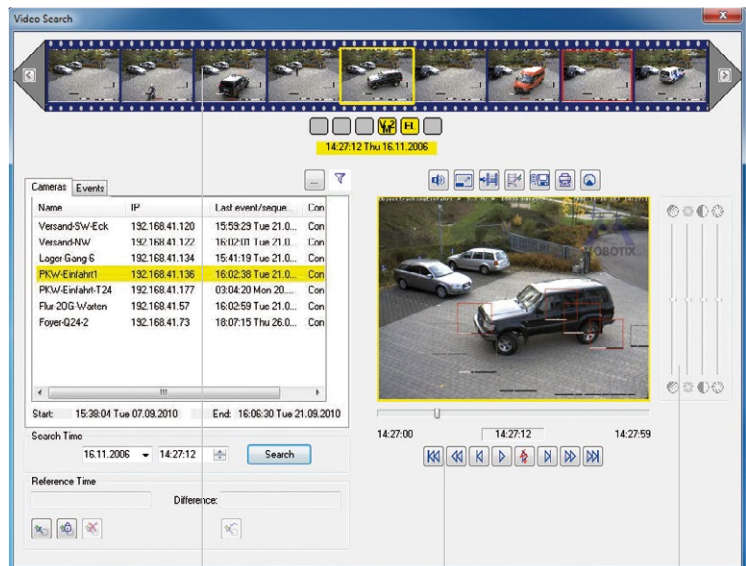 Video Search
14:27:12 Thu 16.11.2006
Cameras Events
Name IP Last event/seque... Con
Versand-SW-Eck 192.168.41.120 15:59:29 Tue 21.0... Con
Versand-NW 192.168.41.122 16:02:01 Tue 21.0... Con
Lager Gang 6 192.168.41.134 15:41:19 Tue 21.0... Con
PKW-Einfahrt1 192.168.41.136 16:02:38 Tue 21.0... Con
PKW-Einfahrt-T24 192.168.41.177 03:04:20 Mon 20.... Con
Flur 2OG Warten 192.168.41.57 16:02:59 Tue 21.0... Con
Foyer-Q24-2 192.168.41.73 18:07:15 Thu 26.0... Con
Start: 15:38:04 Tue 07.09.2010 End: 16:06:30 Tue 21.09.2010
MOBOTIX
14:27:00 14:27:12 14:27:59
Search Time
16.11.2006 14:27:12 Search
Reference Time
Difference: